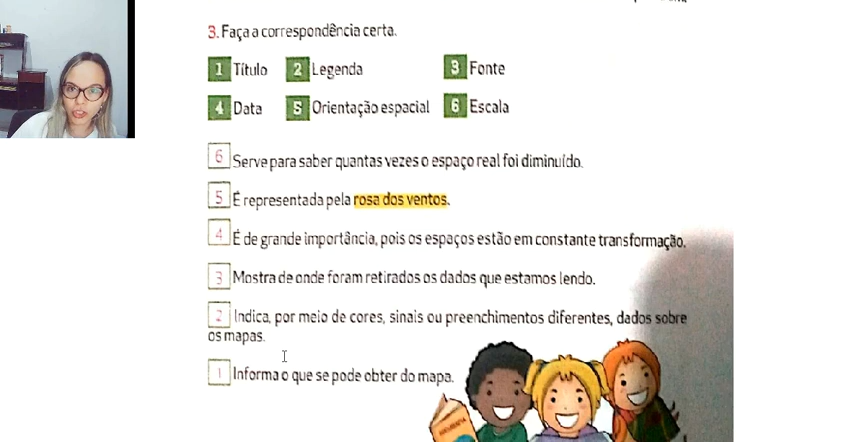 3. Faça a correspondência certa.
1 Título 2 Legenda 3 Fonte
4 Data 5 Orientação espacial 6 Escala
6 Serve para saber quantas vezes o espaço real foi diminuído.
5 É representada pela rosa dos ventos.
4 É de grande importância, pois os espaços estão em constante transformação.
3 Mostra de onde foram retirados os dados que estamos lendo.
2 Indica, por meio de cores, sinais ou preenchimentos diferentes, dados sobre
os mapas.
1 Informa o que se pode obter do mapa.